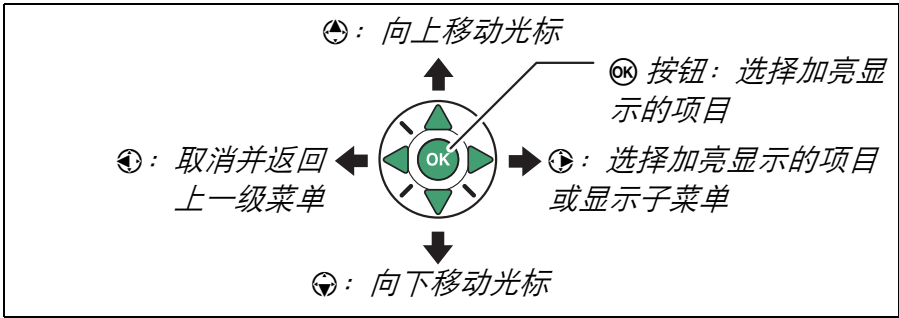 : 向上移动光标
OK 按钮: 选择加亮显
示的项目
: 取消并返回
上一级菜单
OK
: 选择加亮显示的项目
或显示子菜单
: 向下移动光标